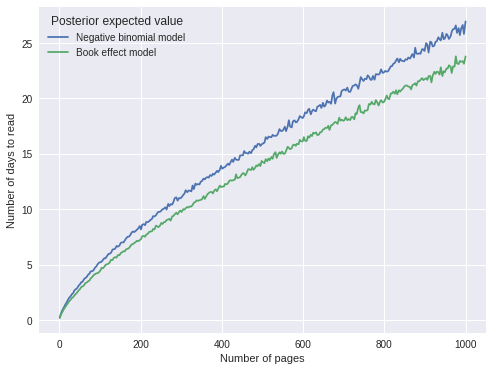 Posterior expected value
Negative binomial model
Book effect model
25
20
15
10
5
0
Number of days to read
0
200
400
600
800
1000
Number of pages